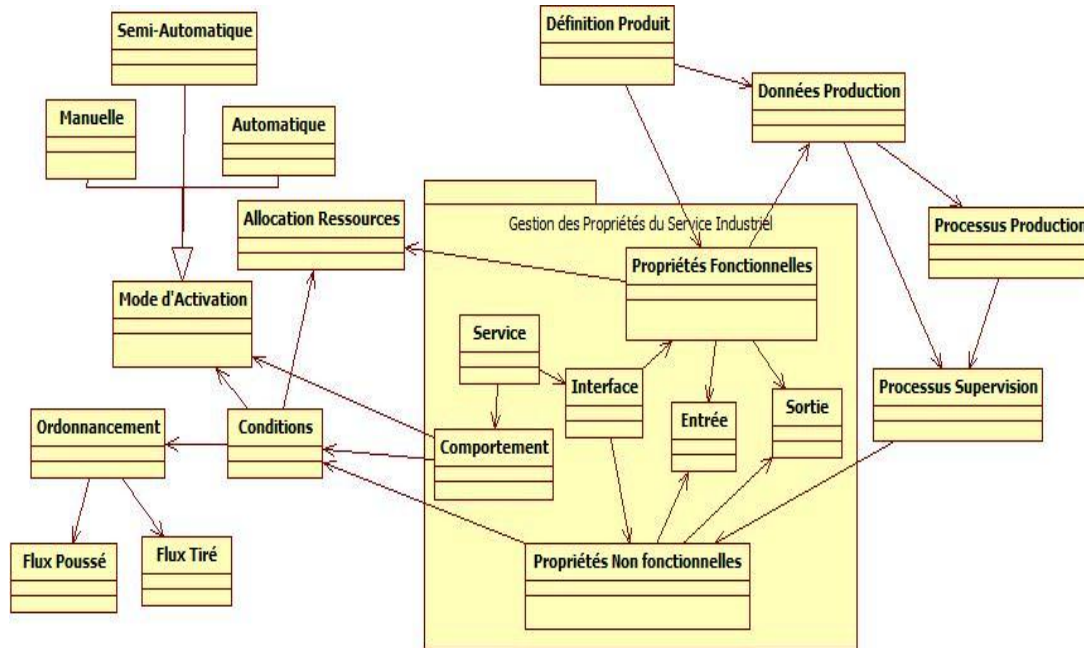 Semi-Automatique
Définition Produit
Données Production
Manuelle
Automatique
Allocation Ressources
Gestion des Propriétés du Service Industriel
Processus Production
Propriétés Fonctionnelles
Mode d'Activation
Service
Interface
Processus Supervision
Entrée
Sortie
Ordonnancement
Conditions
Comportement
Flux Poussé
Flux Tiré
Propriétés Non fonctionnelles